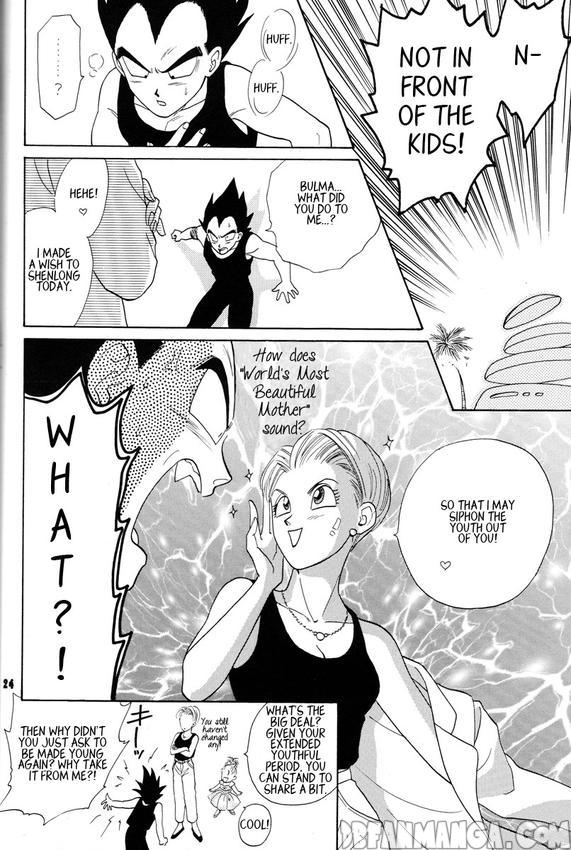 N-
NOT IN
FRONT
OF THE
KIDS!
HUFF.
HUFF.
......?
BULMA...
WHAT DID
YOU DO TO
ME...?
HEHE!
♡
I MADE
A WISH TO
SHENLONG
TODAY.
SO THAT I MAY
SIPHON THE
YOUTH OUT
OF YOU!
♡
How does
"World's Most
Beautiful
Mother"
sound?
WHAT?!
WHAT'S THE
BIG DEAL?
GIVEN YOUR
EXTENDED
YOUTHFUL
PERIOD, YOU
CAN STAND TO
SHARE A BIT.
You still
haven't
changed
any!
COOL!
キーッ
THEN WHY DIDN'T
YOU JUST ASK TO
BE MADE YOUNG
AGAIN? WHY TAKE
IT FROM ME?!
24
DBFANMANGA.COM